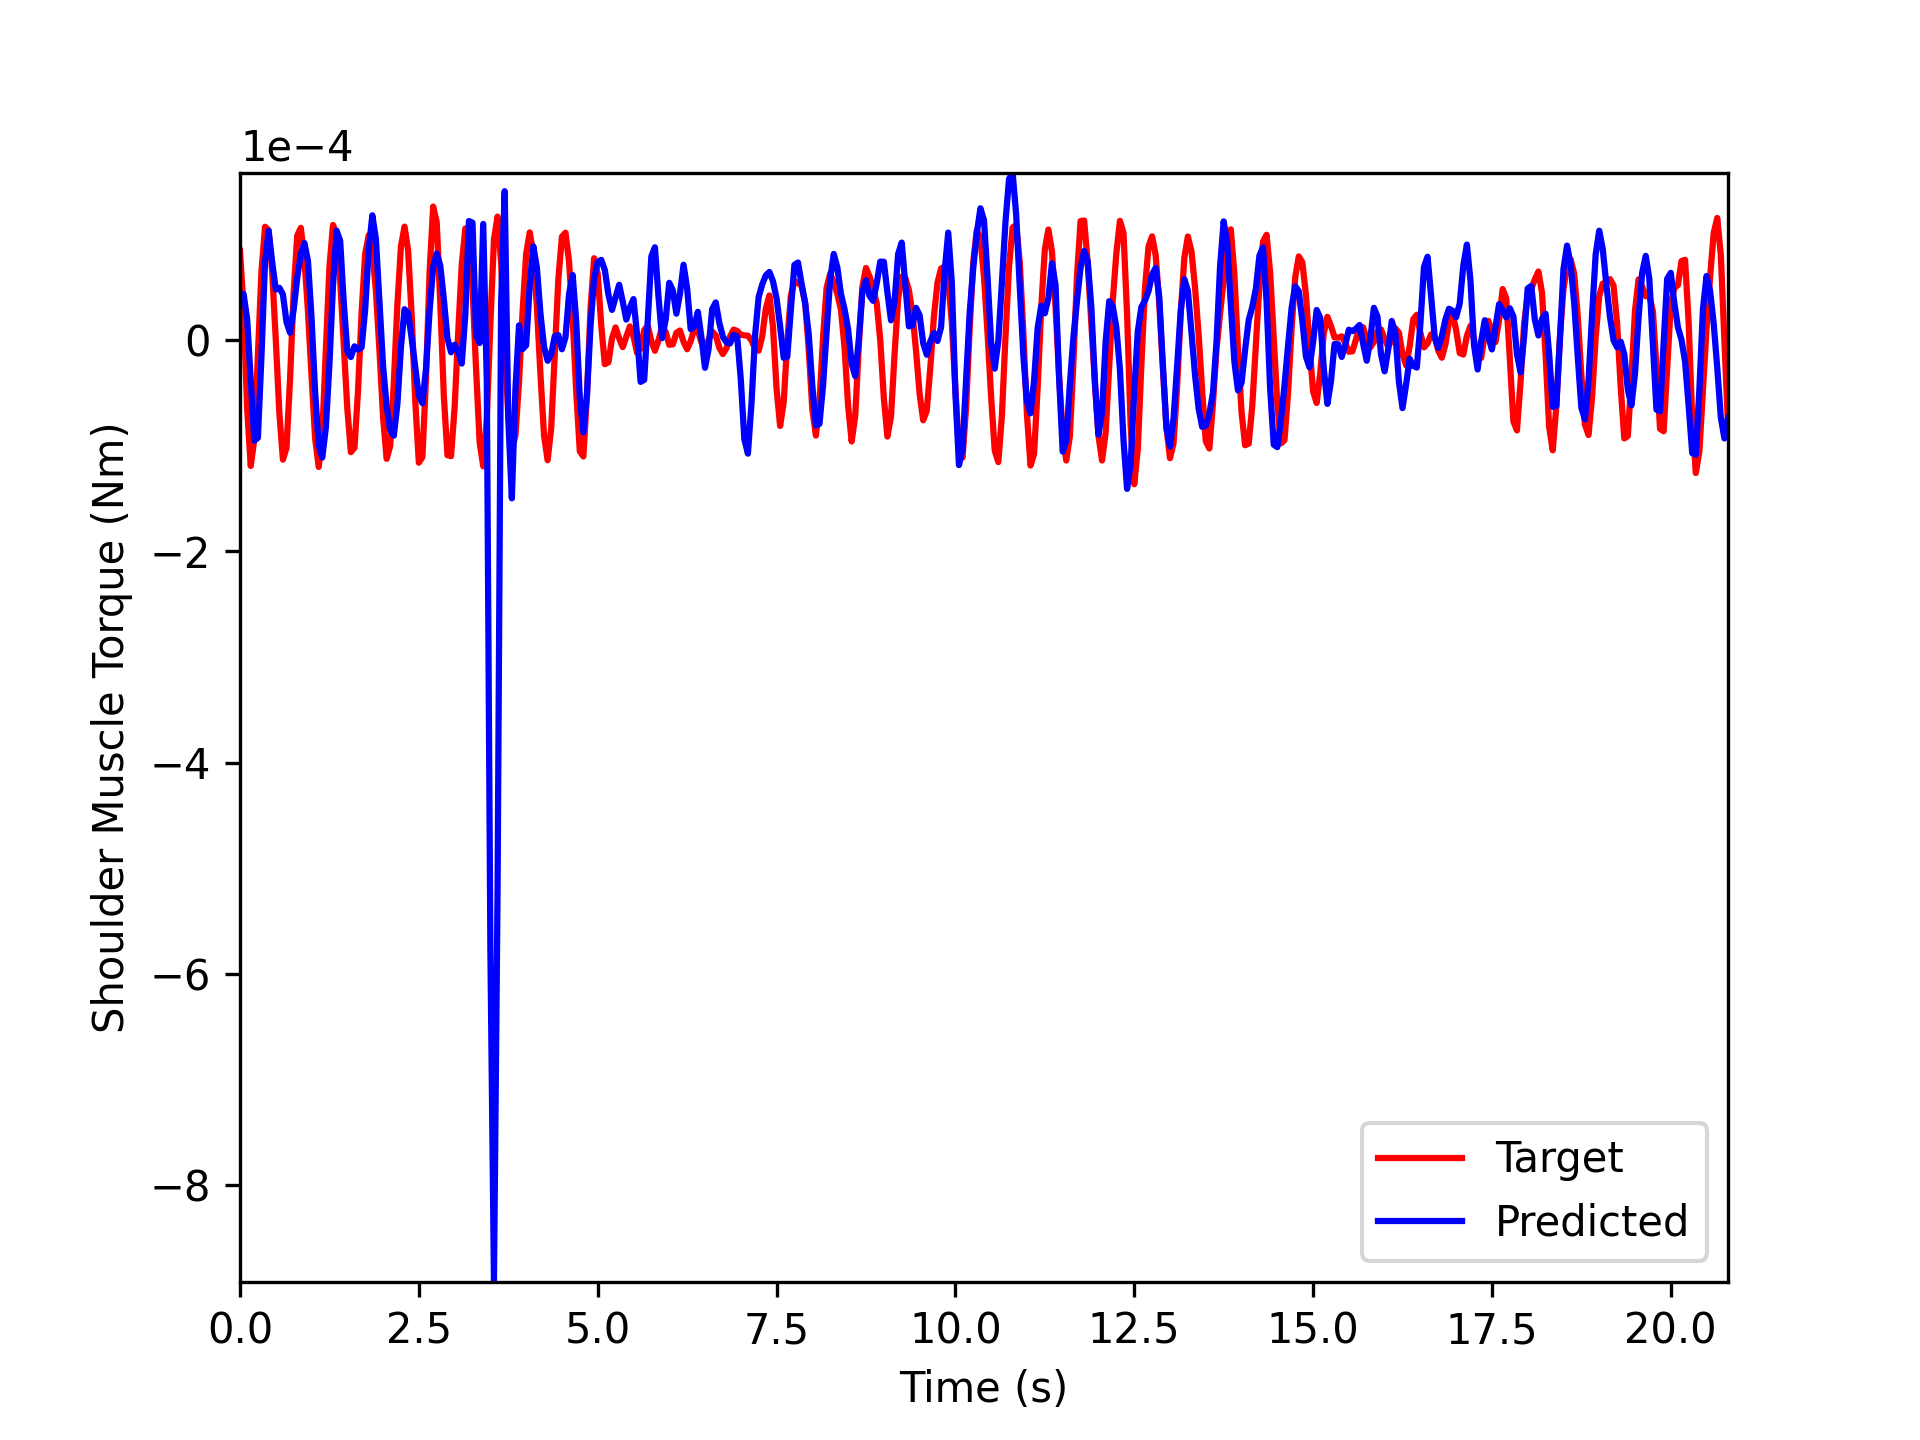 1e−4
0
−2
−4
−6
−8
Shoulder Muscle Torque (Nm)
Target
Predicted
0.0 2.5 5.0 7.5 10.0 12.5 15.0 17.5 20.0
Time (s)